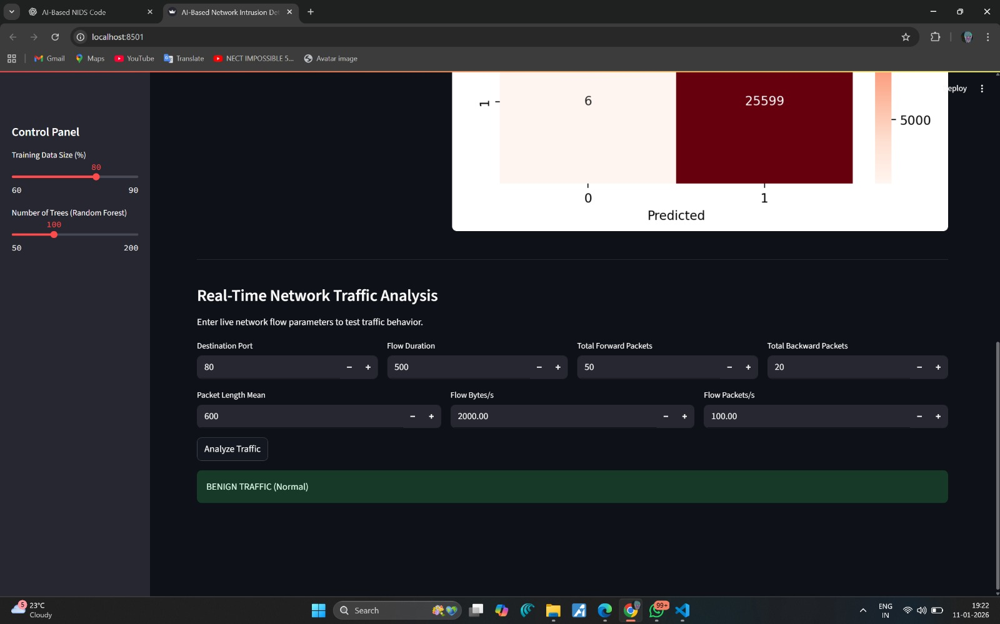 AI-Based NIDS Code
AI-Based Network Intrusion De
localhost:8501
Gmail
Maps
YouTube
Translate
NECT IMPOSSIBLE 5...
Avatar image
eploy
Control Panel
Training Data Size (%)
80
60 90
Number of Trees (Random Forest)
100
50 200
1
6 25599
5000
0 1
Predicted
Real-Time Network Traffic Analysis
Enter live network flow parameters to test traffic behavior.
Destination Port Flow Duration Total Forward Packets Total Backward Packets
80 − + 500 − + 50 − + 20 − +
Packet Length Mean Flow Bytes/s Flow Packets/s
600 − + 2000.00 − + 100.00 − +
Analyze Traffic
BENIGN TRAFFIC (Normal)
5
23°C
Cloudy
Search
99+
ENG
IN
19:22
11-01-2026